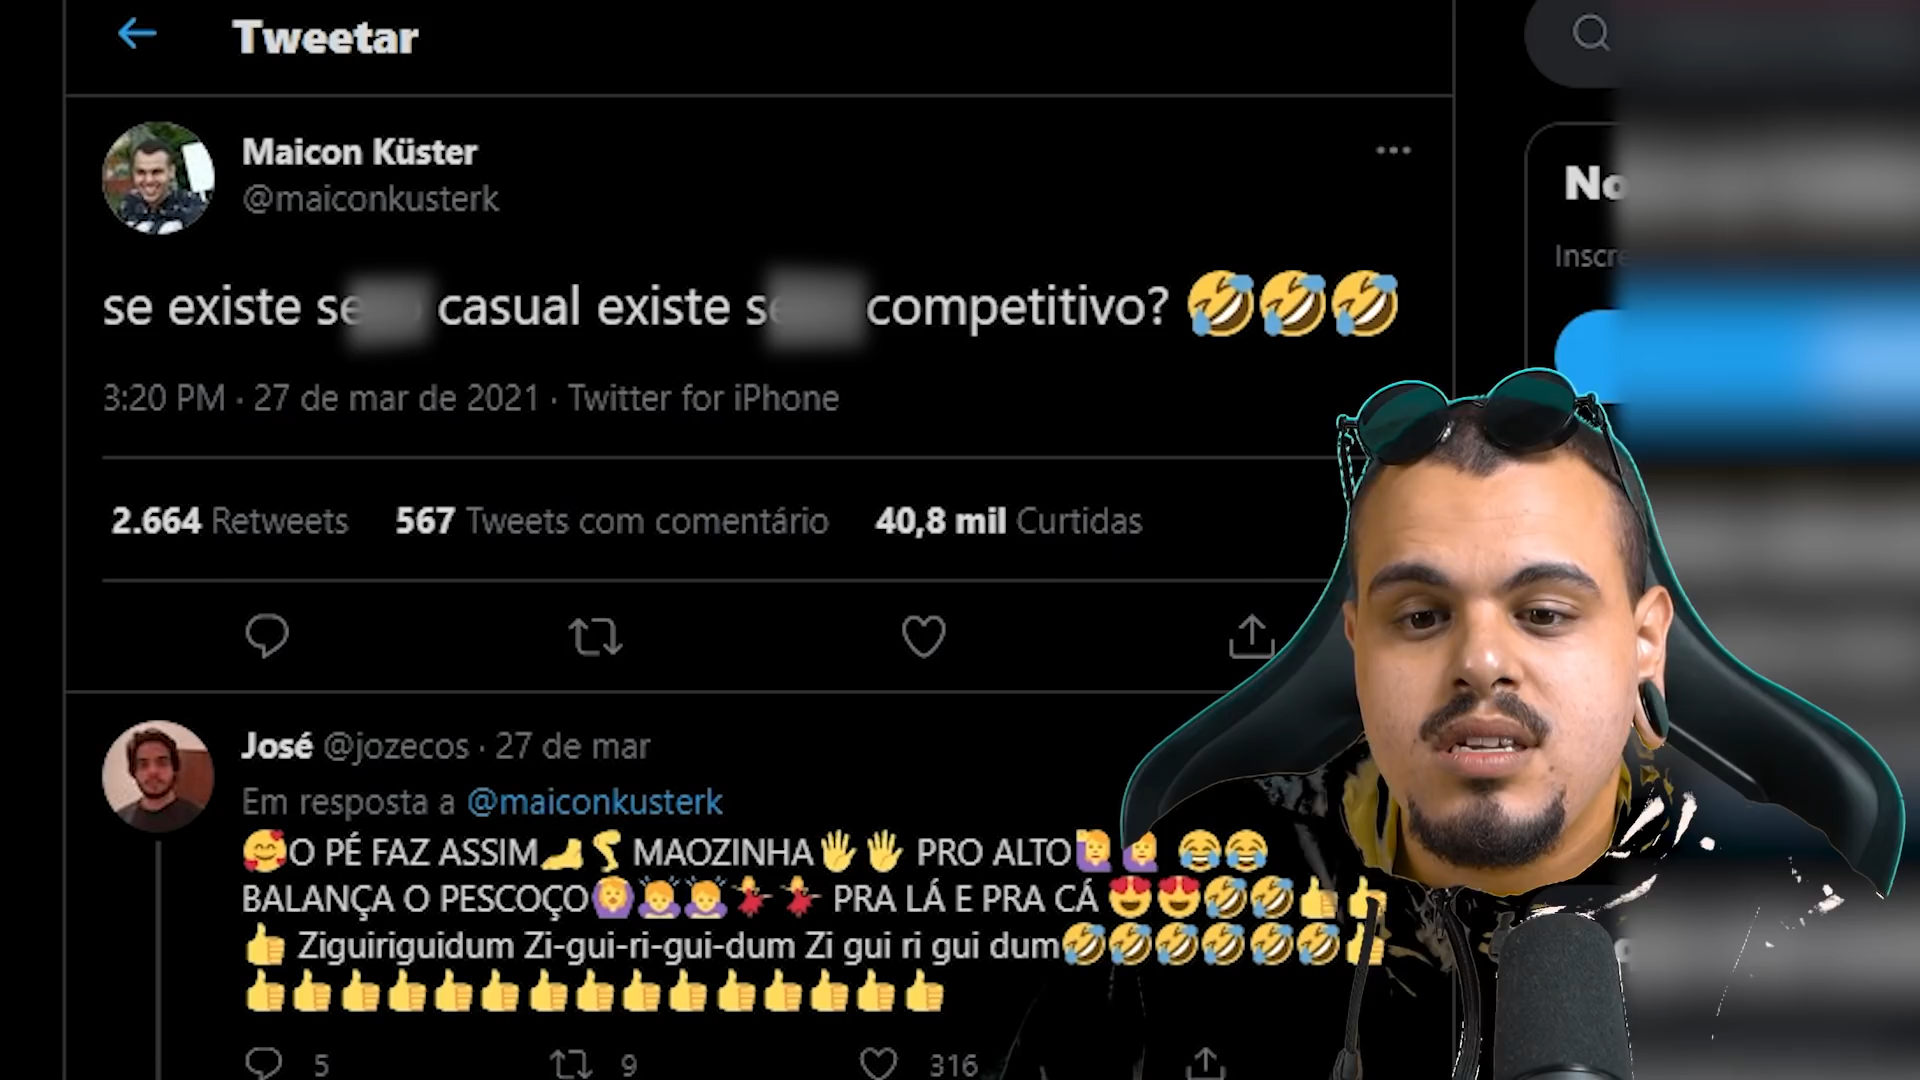 Tweetar
Maicon Küster
@maiconkusterk
se existe se casual existe s competitivo? 🤣🤣🤣
3:20 PM · 27 de mar de 2021 · Twitter for iPhone
2.664 Retweets 567 Tweets com comentário 40,8 mil Curtidas
José @jozecos · 27 de mar
Em resposta a @maiconkusterk
🥰O PÉ FAZ ASSIM🦶🦿 MAOZINHA🖐🖐 PRO ALTO🙋‍♀️🙋‍♀️ 😂😂
BALANÇA O PESCOÇO🙆‍♀️🙇🙇💃💃 PRA LÁ E PRA CÁ 😍😍🤣🤣👍👍
👍 Ziguiriguidum Zi-gui-ri-gui-dum Zi gui ri gui dum🤣🤣🤣🤣🤣🤣👍
👍👍👍👍👍👍👍👍👍👍👍👍👍👍👍
5 9 316
No
Inscre